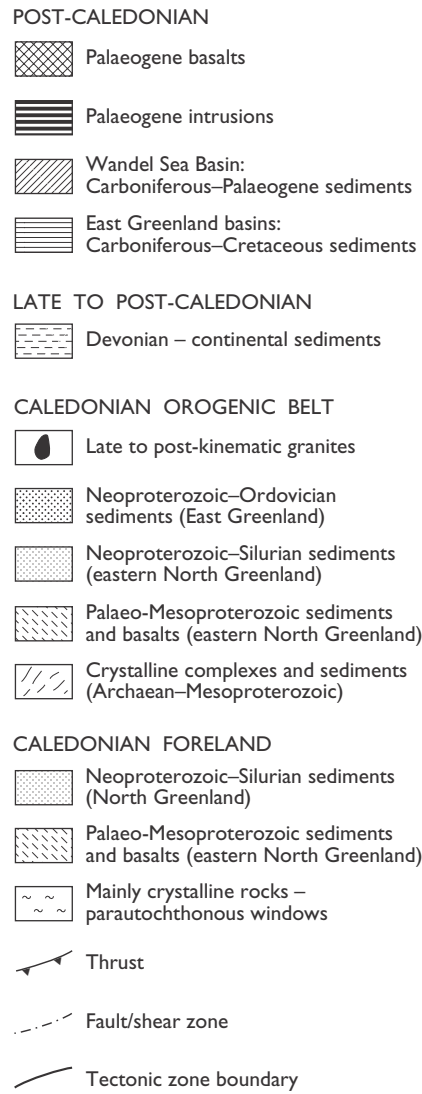 POST-CALEDONIAN
Palaeogene basalts
Palaeogene intrusions
Wandel Sea Basin:
Carboniferous–Palaeogene sediments
East Greenland basins:
Carboniferous–Cretaceous sediments
LATE TO POST-CALEDONIAN
Devonian – continental sediments
CALEDONIAN OROGENIC BELT
Late to post-kinematic granites
Neoproterozoic–Ordovician
sediments (East Greenland)
Neoproterozoic–Silurian sediments
(eastern North Greenland)
Palaeo-Mesoproterozoic sediments
and basalts (eastern North Greenland)
Crystalline complexes and sediments
(Archaean–Mesoproterozoic)
CALEDONIAN FORELAND
Neoproterozoic–Silurian sediments
(North Greenland)
Palaeo-Mesoproterozoic sediments
and basalts (eastern North Greenland)
Mainly crystalline rocks –
parautochthonous windows
Thrust
Fault/shear zone
Tectonic zone boundary